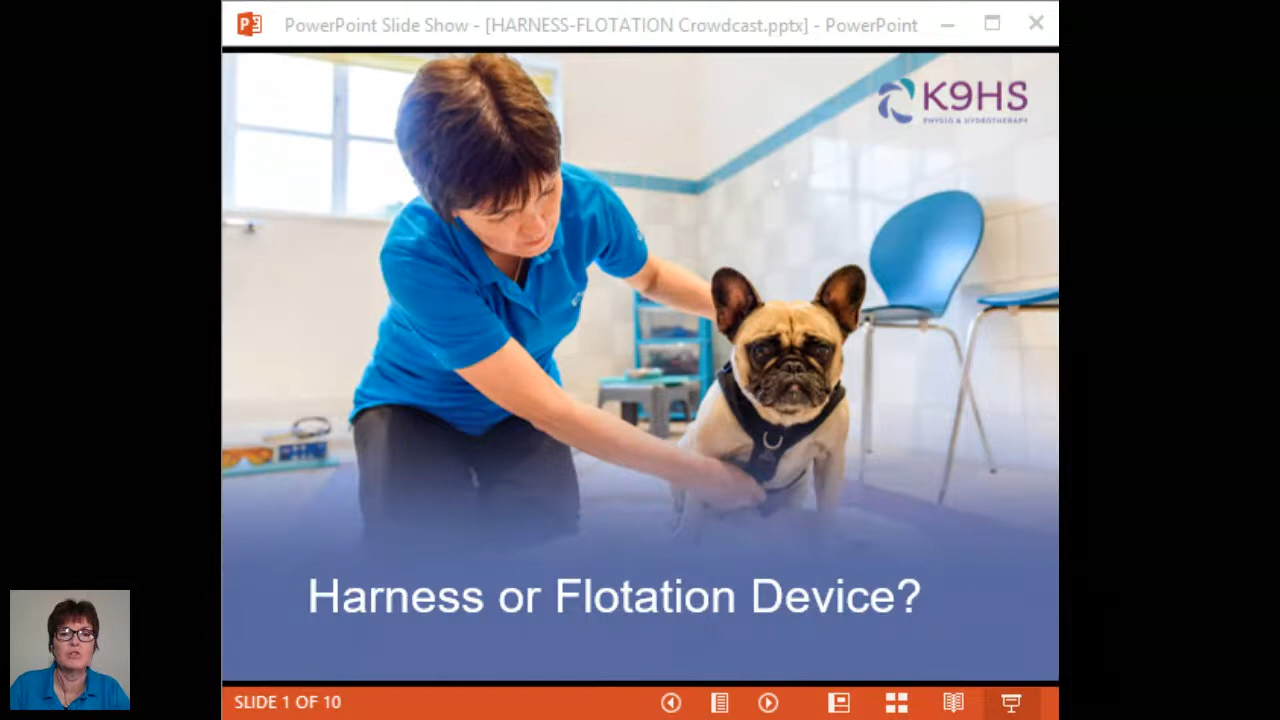 PowerPoint Slide Show - [HARNESS-FLOTATION Crowdcast.pptx] - PowerPoint
K9HS
PHYSIO & HYDROTHERAPY
Harness or Flotation Device?
SLIDE 1 OF 10